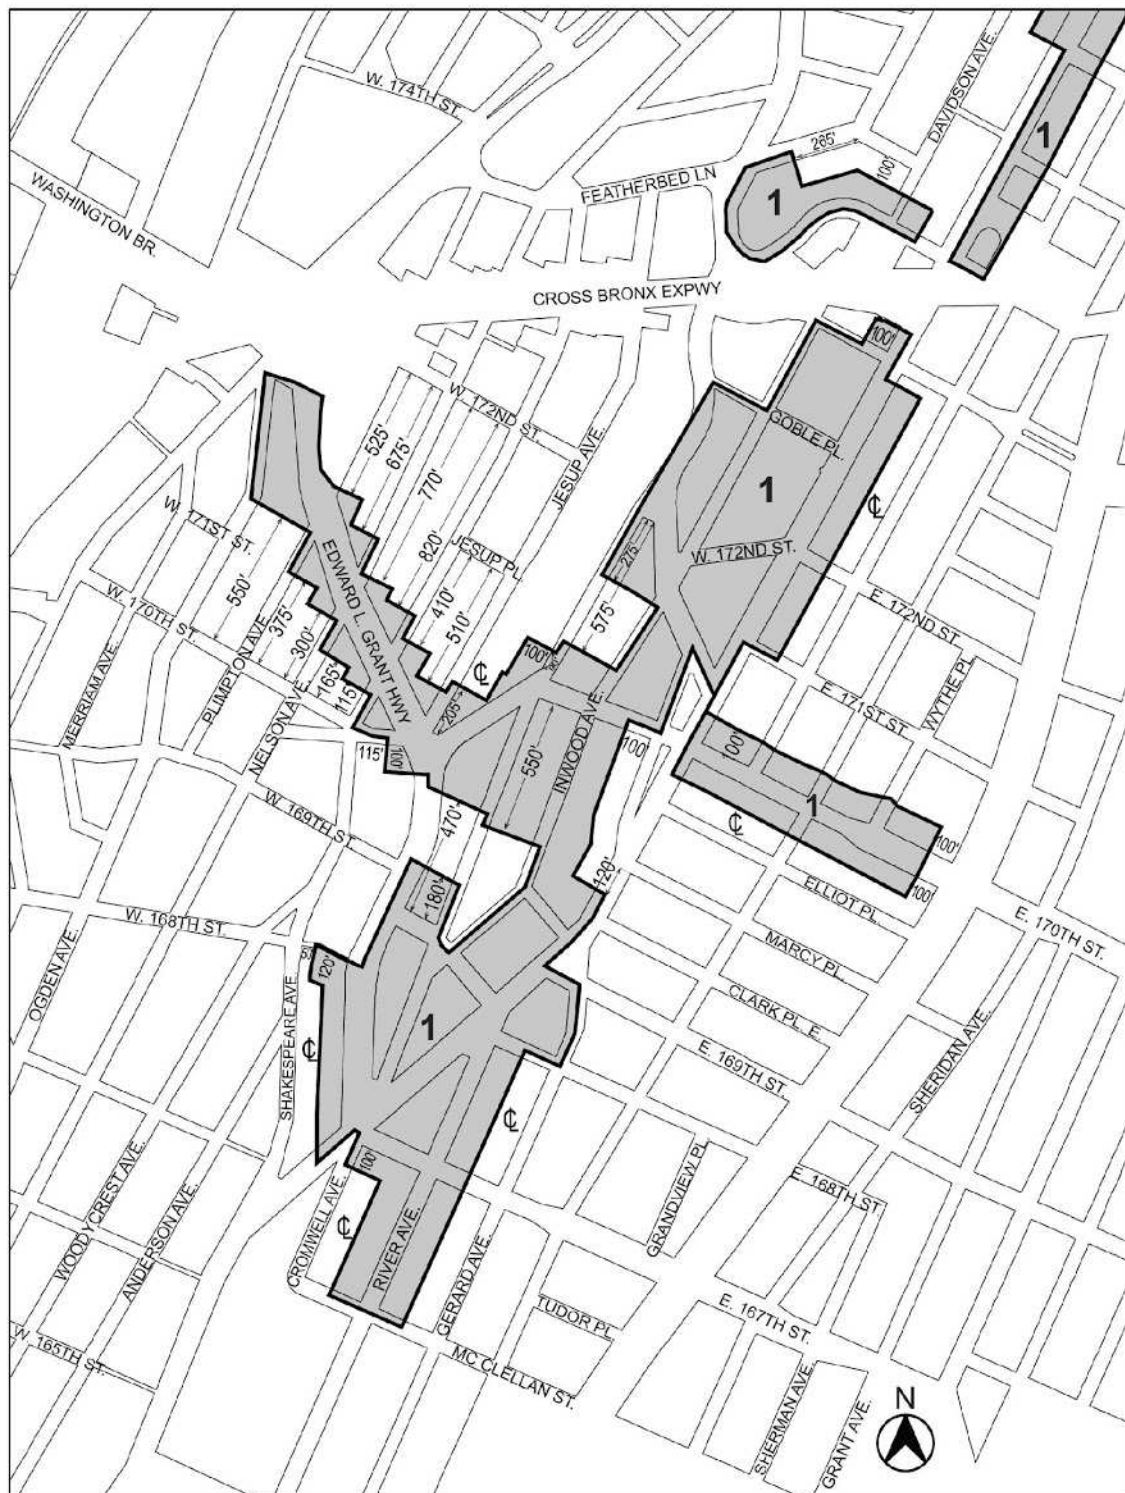 DAVIDSON AVE.
W. 174TH ST.
265'
1
100'
FEATHERBED LN
1
WASHINGTON BR.
CROSS BRONX EXPWY
100'
W. 172ND ST.
GOBLE PL.
525'
675'
JESUP AVE.
770'
1
℄
W. 171ST ST.
EDWARD L. GRANT HWY
820'
JESUP PL.
275'
W. 172ND ST.
550'
W. 170TH ST.
375'
410'
510'
575'
E. 172ND ST.
300'
PLIMPTON AVE.
165'
115'
℄
100'
WYTHE PL.
MERRIAM AVE.
NELSON AVE.
205'
INWOOD AVE.
E. 171ST ST.
115'
100'
550'
100'
100'
W. 169TH ST.
470'
1
℄
100'
180'
120'
ELLIOT PL.
100'
W. 168TH ST.
E. 170TH ST.
MARCY PL.
OGDEN AVE.
120'
SHAKESPEARE AVE.
1
CLARK PL. E.
℄
E. 169TH ST.
SHERIDAN AVE.
℄
100'
WOODYCREST AVE.
ANDERSON AVE.
CROMWELL AVE.
℄
RIVER AVE.
GRANDVIEW PL.
E. 168TH ST.
GERARD AVE.
TUDOR PL.
E. 167TH ST.
W. 165TH ST.
MC CLELLAN ST.
SHERMAN AVE.
GRANT AVE.
N